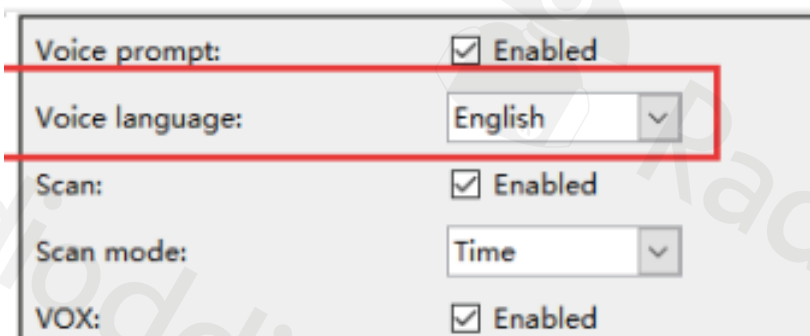 Voice prompt: Enabled
Voice language: English
Scan: Enabled
Scan mode: Time
VOX: Enabled